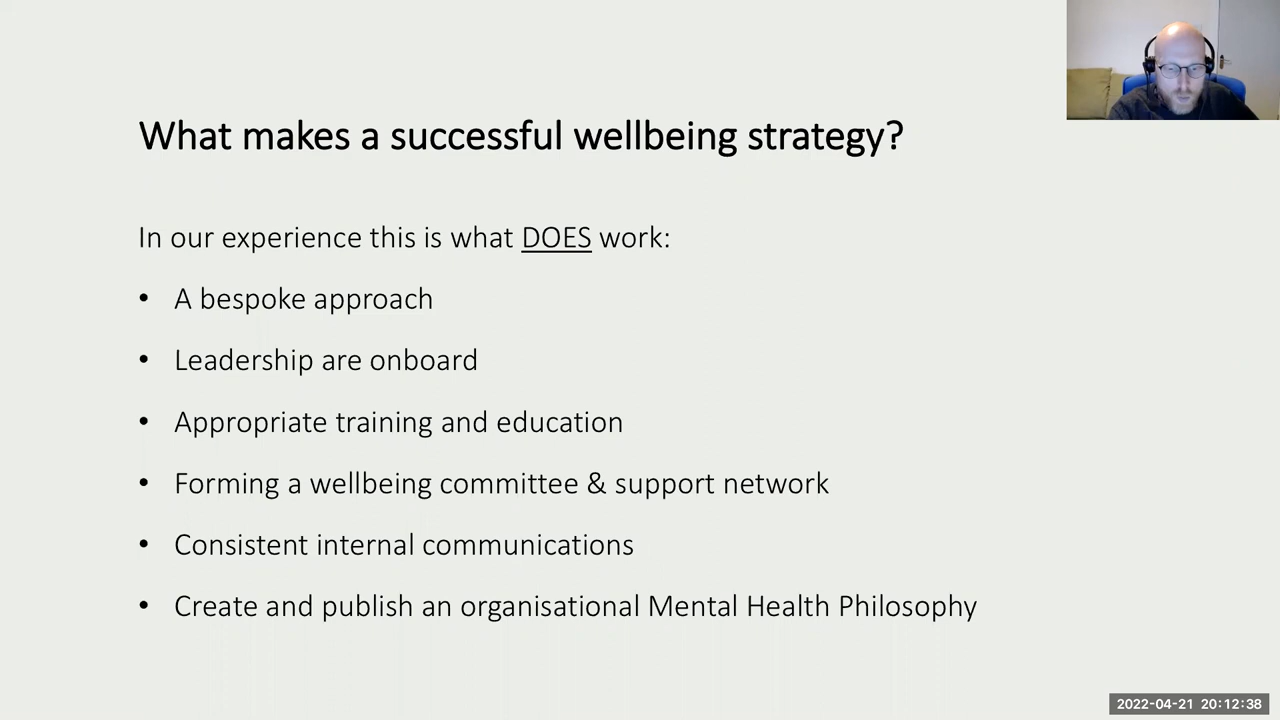 What makes a successful wellbeing strategy?
In our experience this is what DOES work:
• A bespoke approach
• Leadership are onboard
• Appropriate training and education
• Forming a wellbeing committee & support network
• Consistent internal communications
• Create and publish an organisational Mental Health Philosophy
2022-04-21 20:12:38